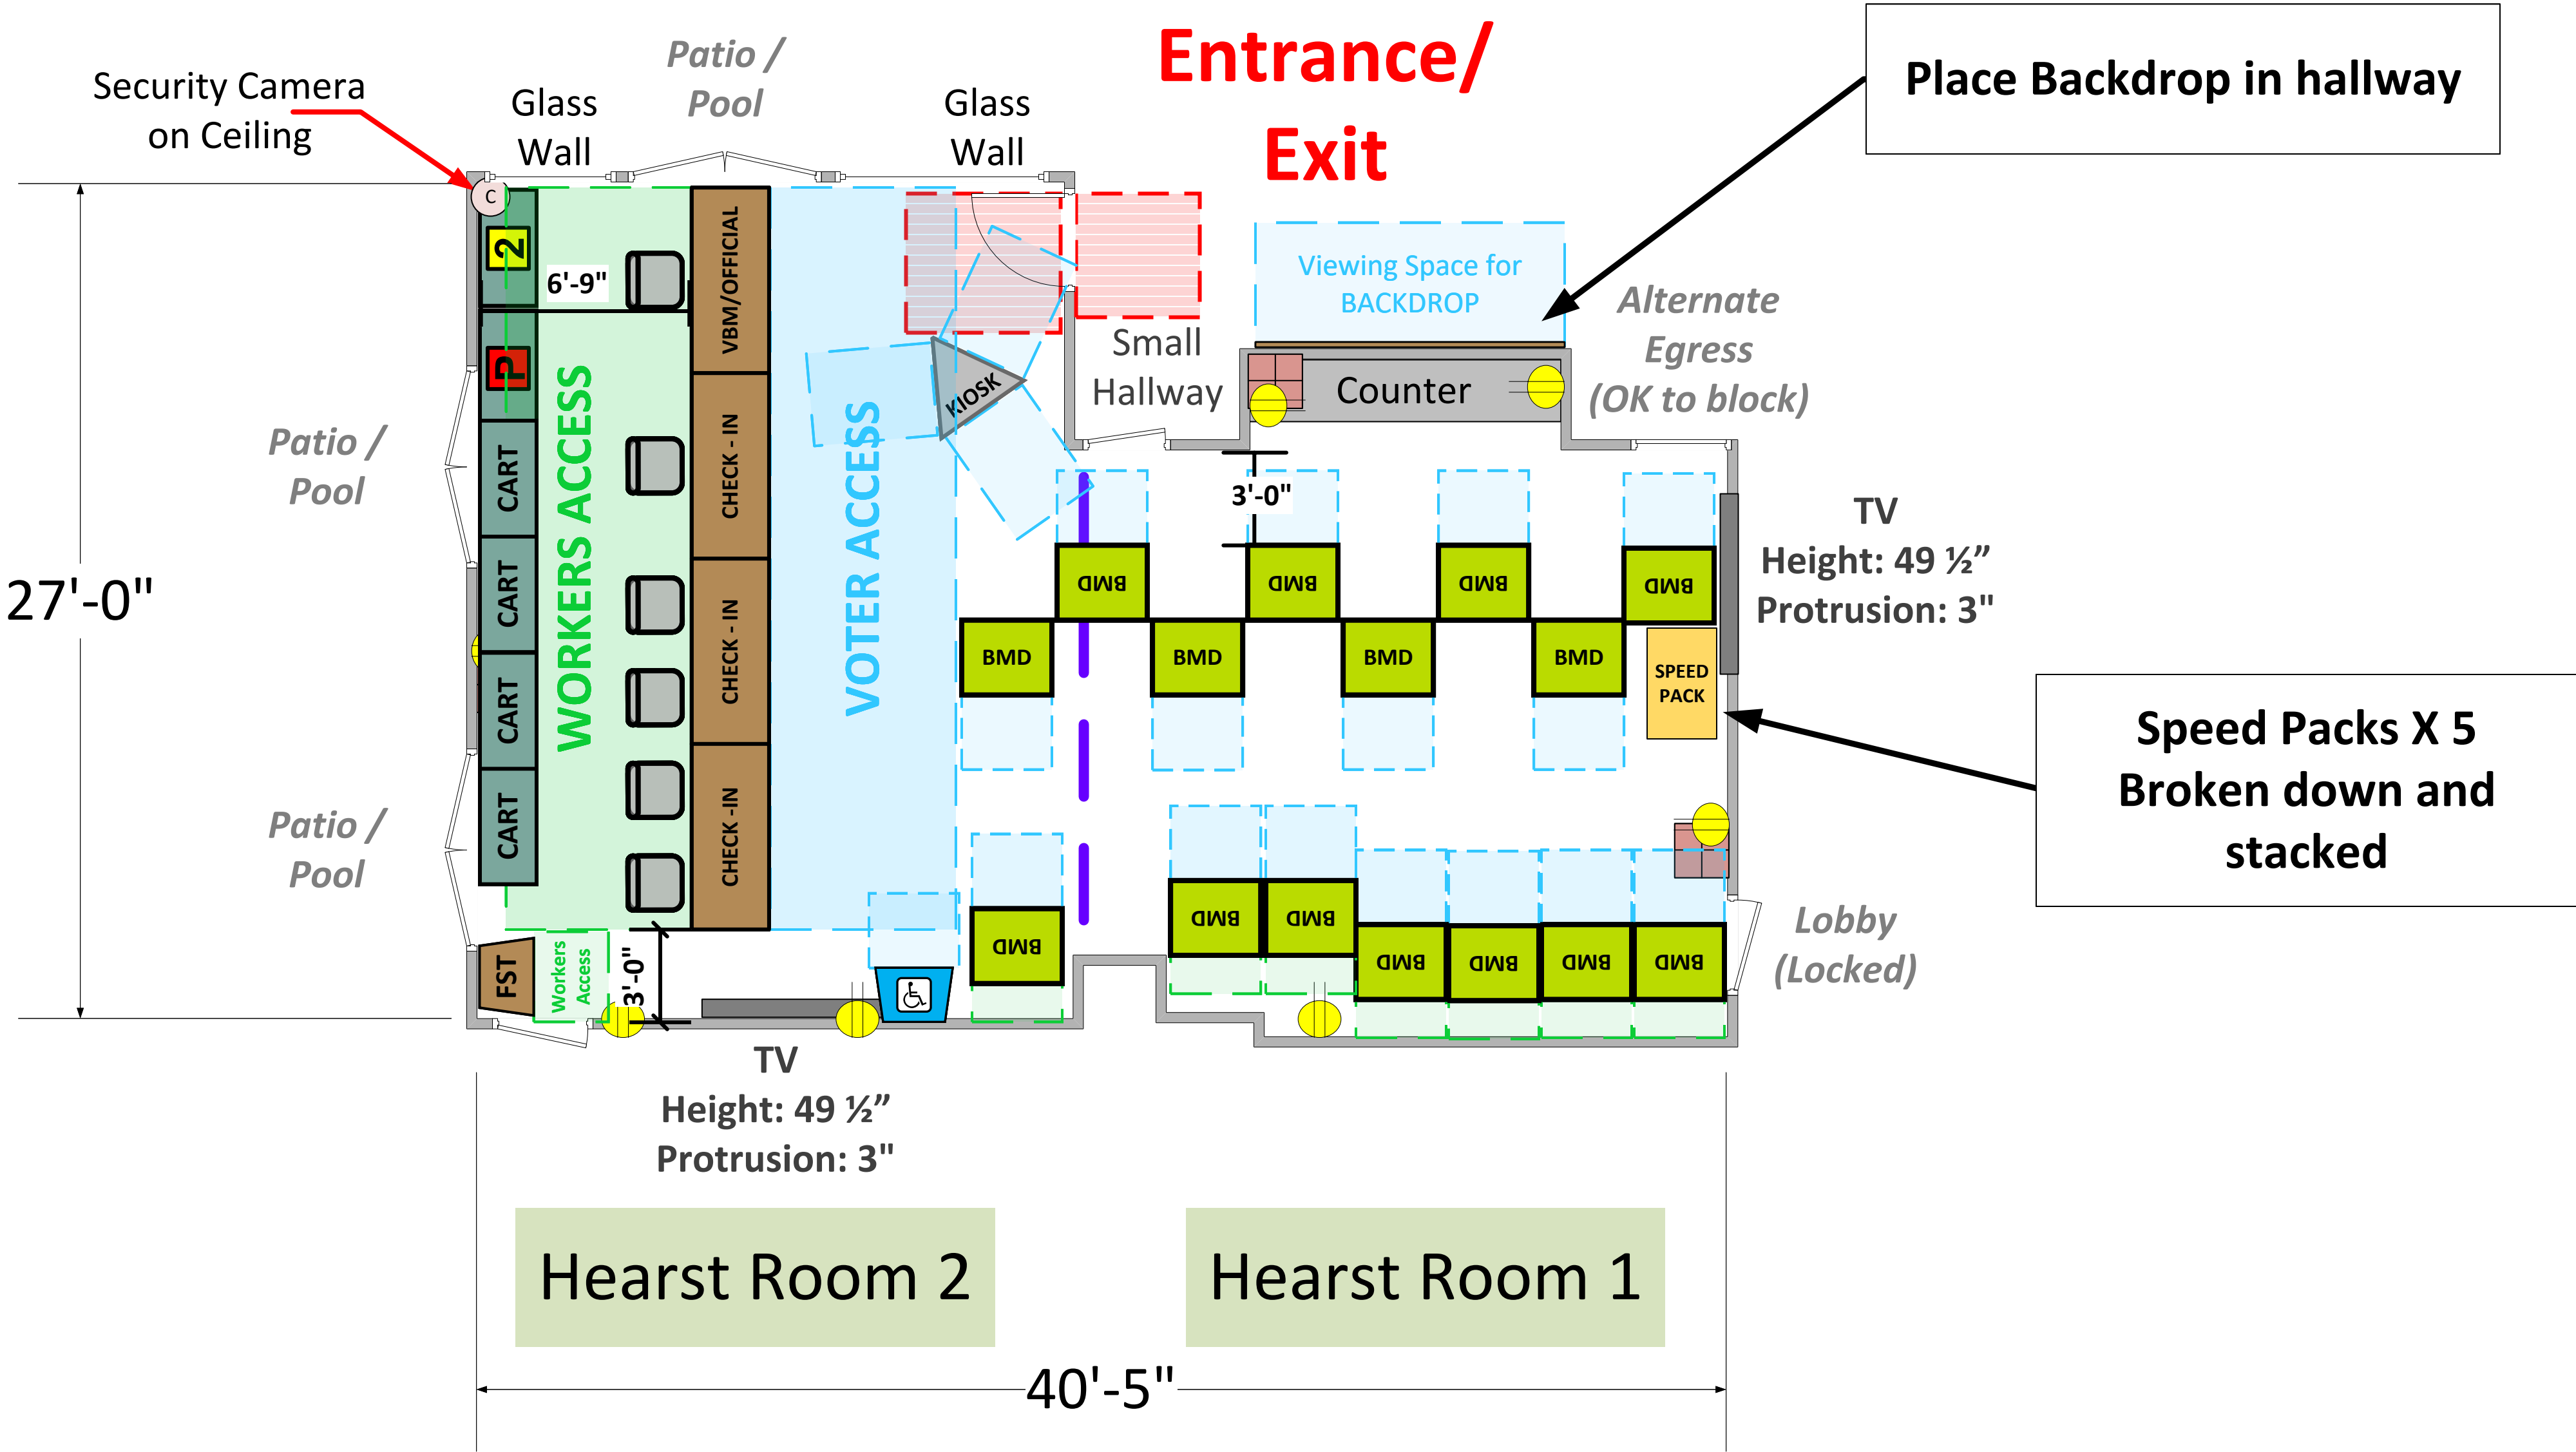 Entrance/
Exit
Place Backdrop in hallway
Security Camera
on Ceiling
Patio /
Pool
Glass
Wall
Glass
Wall
C
2
6'-9"
P
CART
CART
CART
CART
WORKERS ACCESS
VBM/OFFICIAL
CHECK - IN
CHECK - IN
CHECK -IN
VOTER ACCESS
KIOSK
Small
Hallway
Viewing Space for
BACKDROP
Counter
Alternate
Egress
(OK to block)
Patio /
Pool
Patio /
Pool
27'-0"
3'-0"
BMD
BMD
BMD
BMD
BMD
BMD
BMD
BMD
SPEED
PACK
TV
Height: 49 ½”
Protrusion: 3"
Speed Packs X 5
Broken down and
stacked
BMD
BMD
BMD
BMD
BMD
BMD
BMD
Lobby
(Locked)
FST
Workers
Access
3'-0"
TV
Height: 49 ½”
Protrusion: 3"
Hearst Room 2
Hearst Room 1
40'-5"